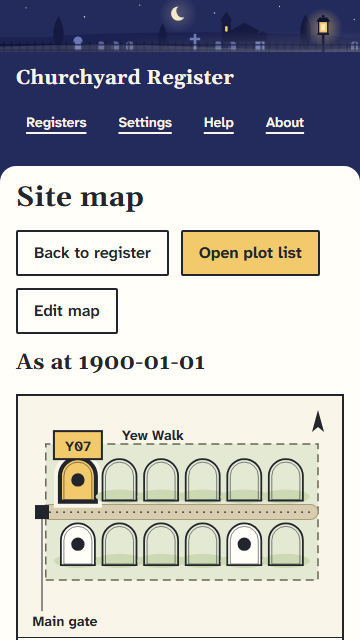 Churchyard Register
Registers Settings Help About
Site map
Back to register Open plot list
Edit map
As at 1900-01-01
Yew Walk
Y07
Main gate